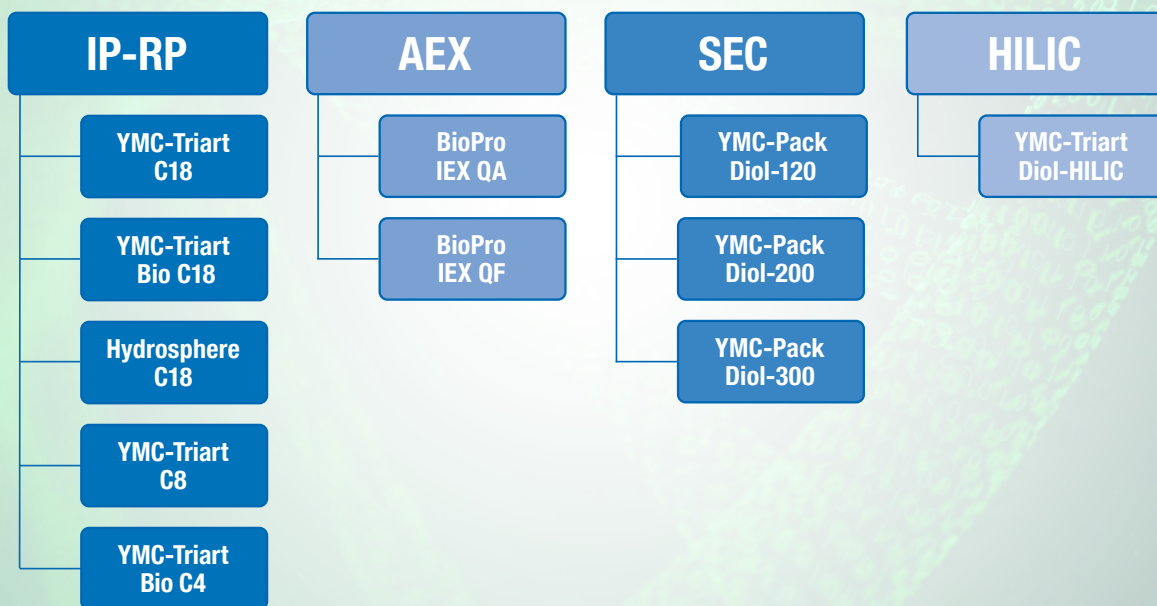 IP-RP
YMC-Triart
C18
YMC-Triart
Bio C18
Hydrosphere
C18
YMC-Triart
C8
YMC-Triart
Bio C4
AEX
BioPro
IEX QA
BioPro
IEX QF
SEC
YMC-Pack
Diol-120
YMC-Pack
Diol-200
YMC-Pack
Diol-300
HILIC
YMC-Triart
Diol-HILIC